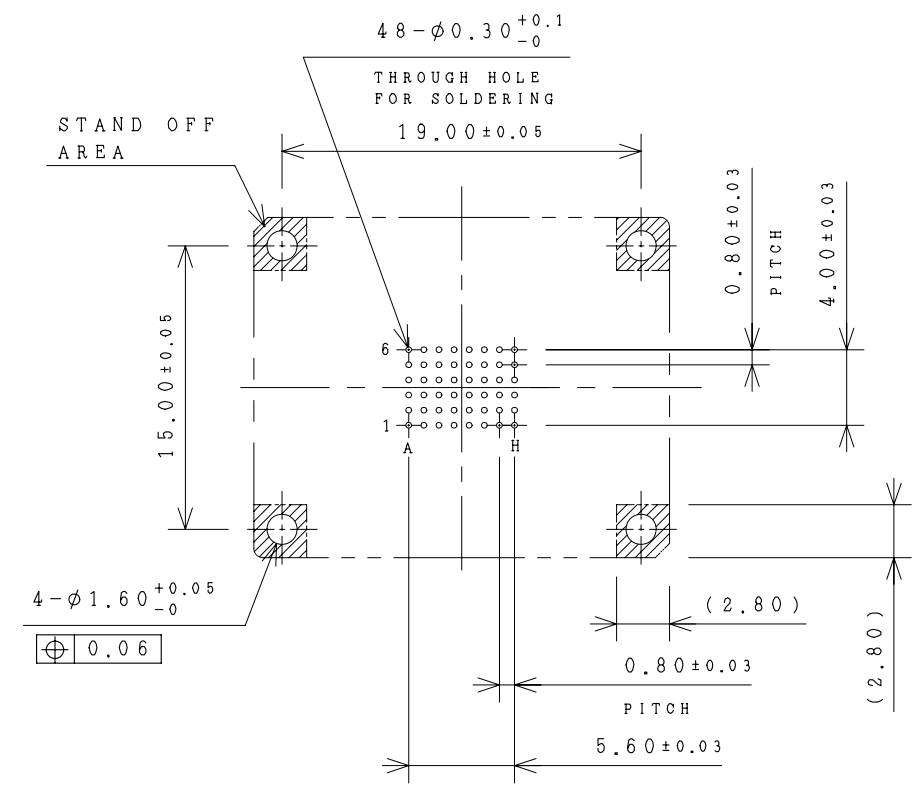 48-φ0.30 +0.1 -0
THROUGH HOLE
FOR SOLDERING
19.00±0.05
STAND OFF
AREA
0.80±0.03
PITCH
4.00±0.03
15.00±0.05
6
1
A
H
4-φ1.60 +0.05 -0
⌖ 0.06
(2.80)
(2.80)
0.80±0.03
PITCH
5.60±0.03